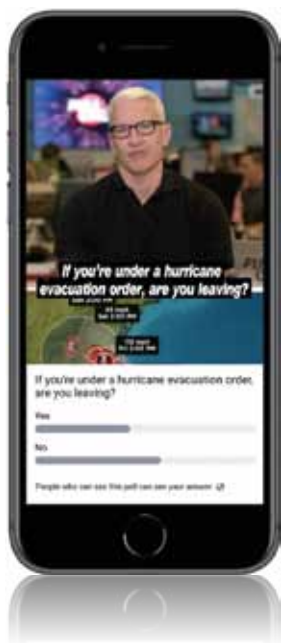 If you're under a hurricane
evacuation order, are you leaving?
If you're under a hurricane evacuation order,
are you leaving?
Yes
No
People who can see this poll can see your answer